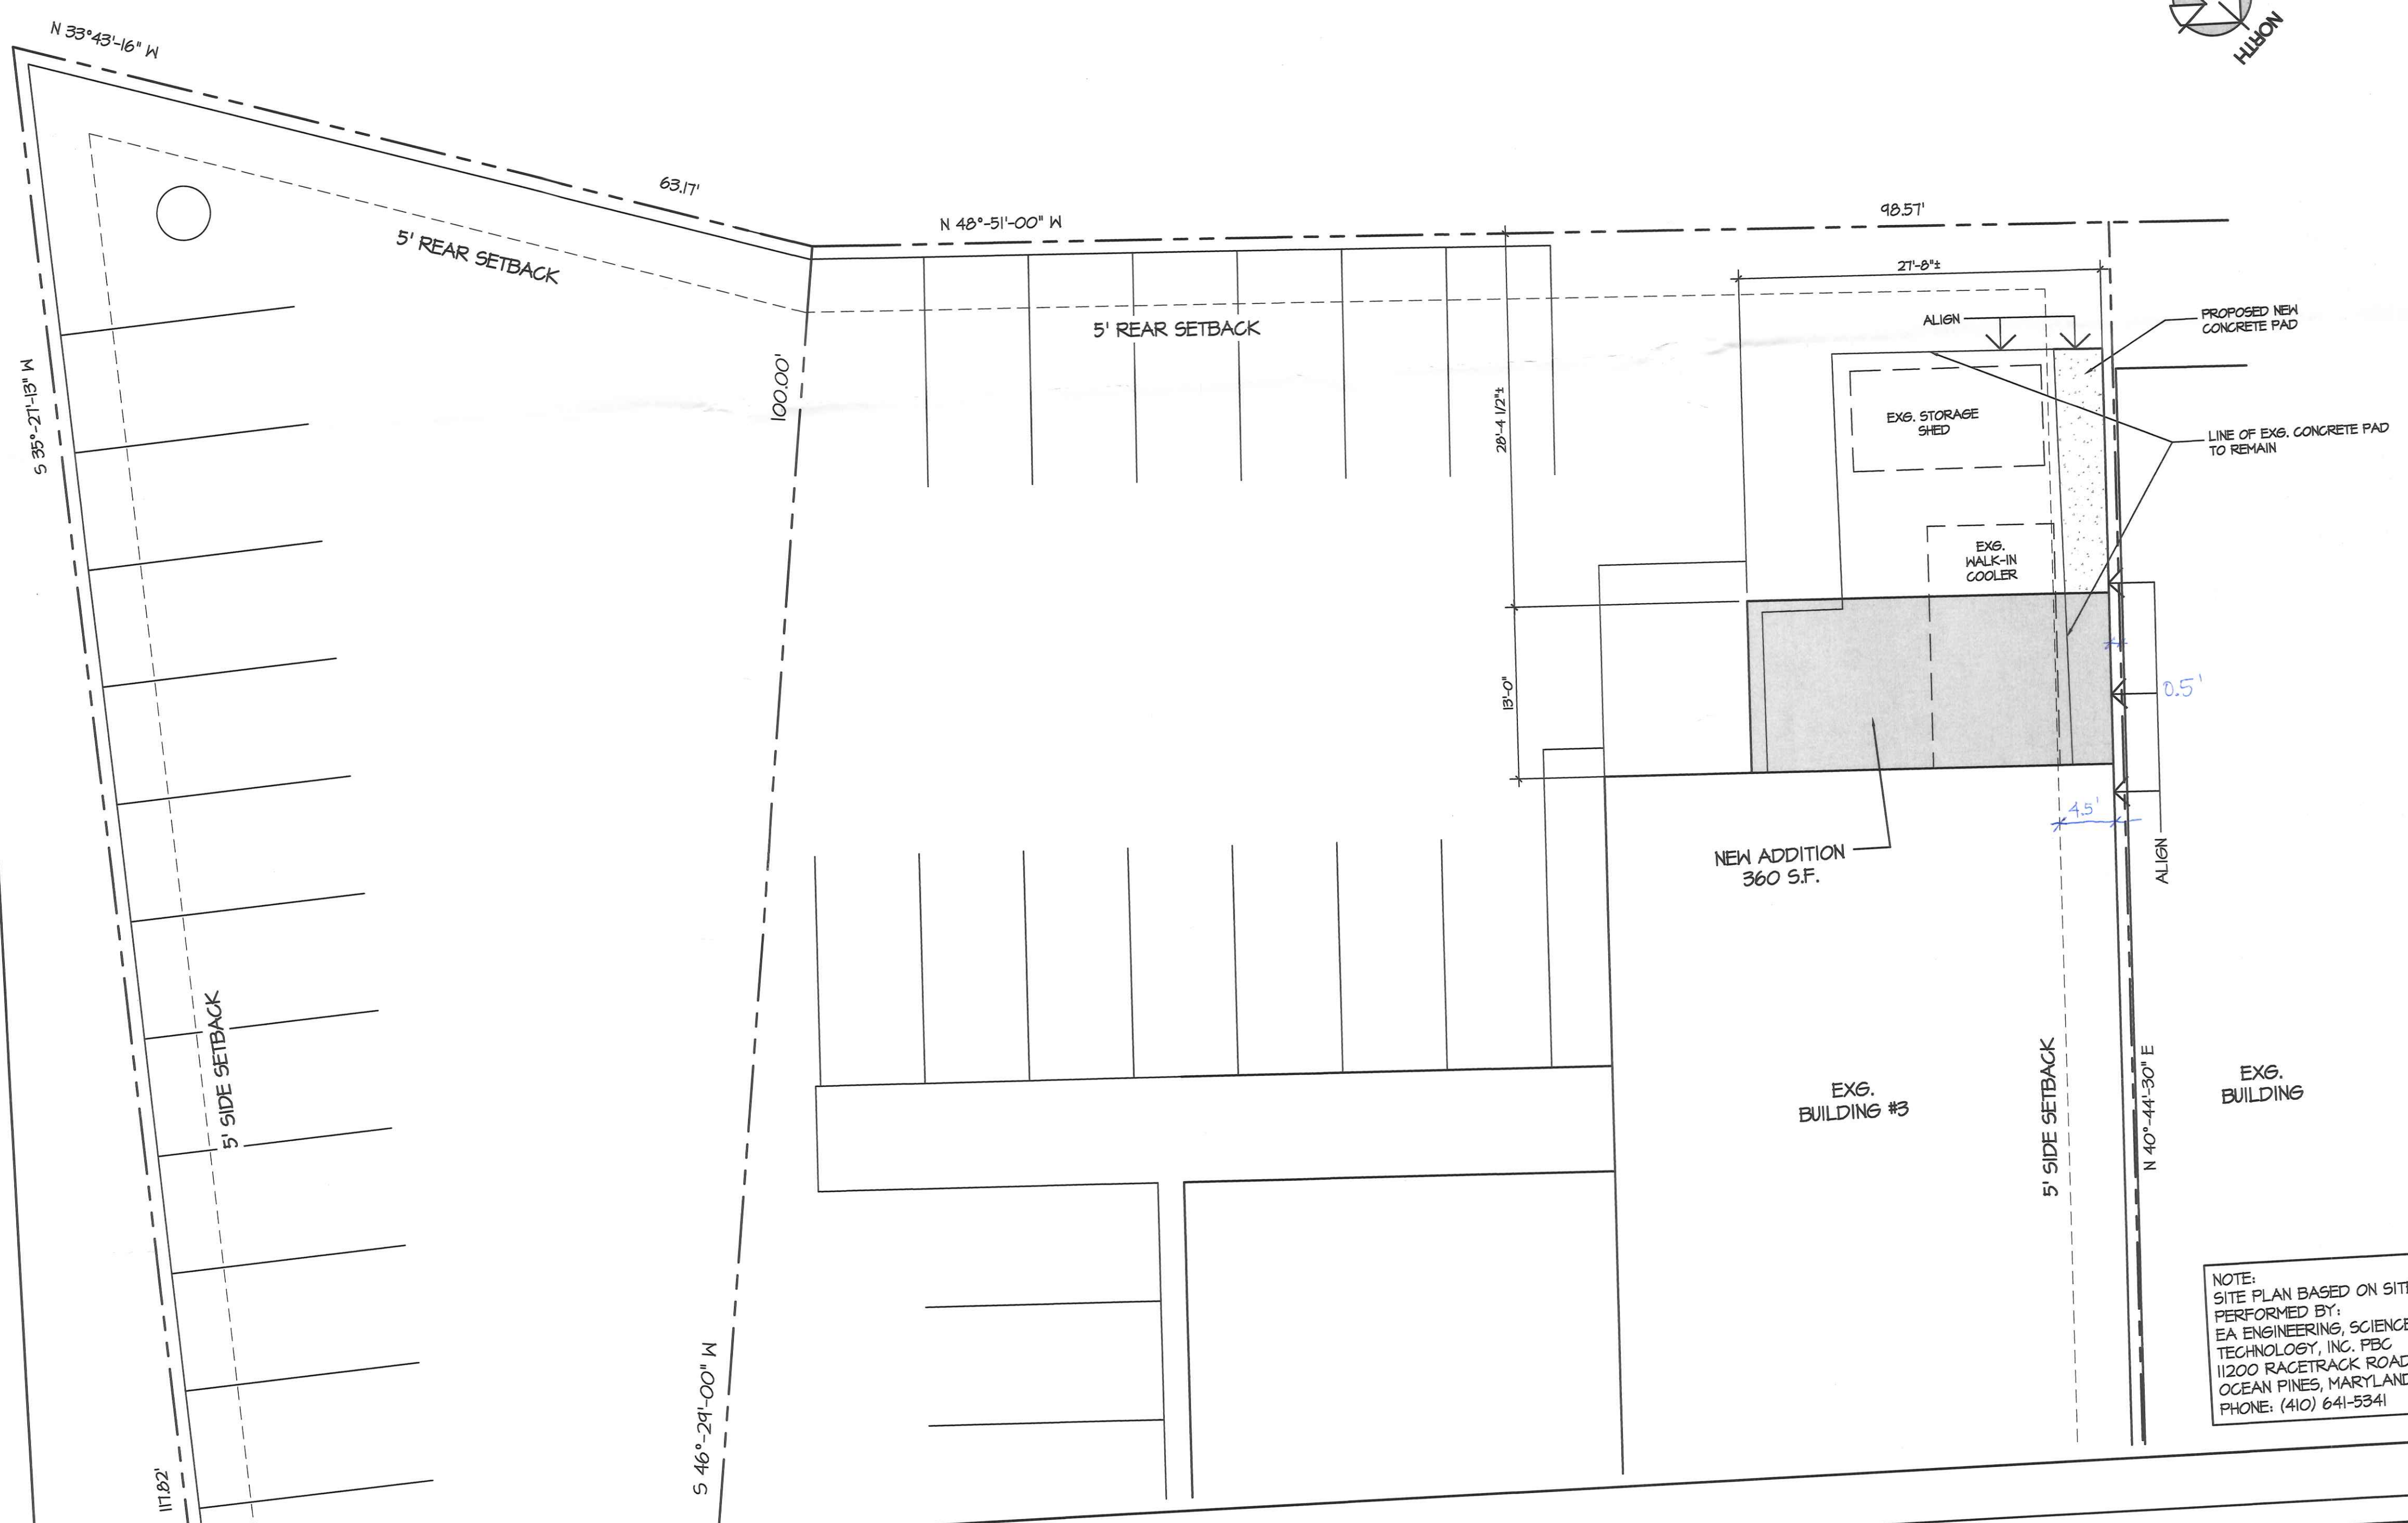 N 33°43'-16" W
NORTH
63.17'
N 48°-51'-00" W
98.57'
27'-8"±
5' REAR SETBACK
5' REAR SETBACK
ALIGN
PROPOSED NEW
CONCRETE PAD
S 35°-27'-13" W
100.00'
28'-4 1/2"±
EXG. STORAGE
SHED
LINE OF EXG. CONCRETE PAD
TO REMAIN
EXG.
WALK-IN
COOLER
13'-0"
0.5'
4.5'
ALIGN
NEW ADDITION
360 S.F.
5' SIDE SETBACK
EXG.
BUILDING #3
5' SIDE SETBACK
N 40°-44'-30" E
EXG.
BUILDING
S 46°-29'-00" W
117.82'
NOTE:
SITE PLAN BASED ON SITE
PERFORMED BY:
EA ENGINEERING, SCIENCE
TECHNOLOGY, INC. PBC
11200 RACETRACK ROAD
OCEAN PINES, MARYLAND
PHONE: (410) 641-5341